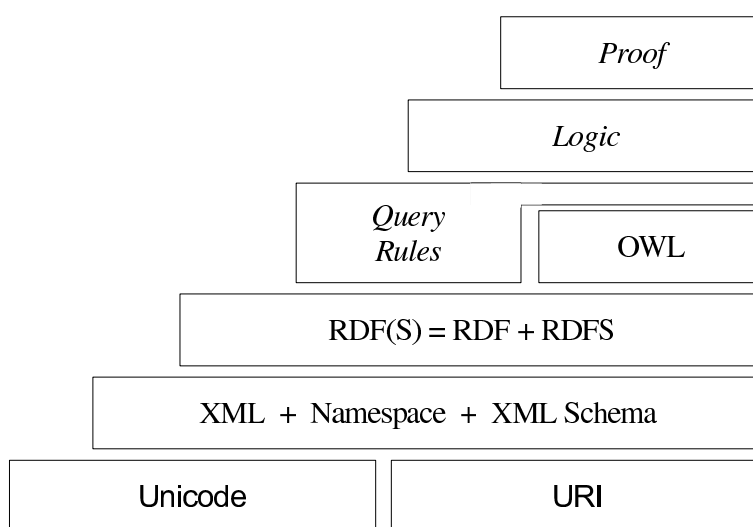 Proof
Logic
Query
Rules
OWL
RDF(S) = RDF + RDFS
XML + Namespace + XML Schema
Unicode
URI